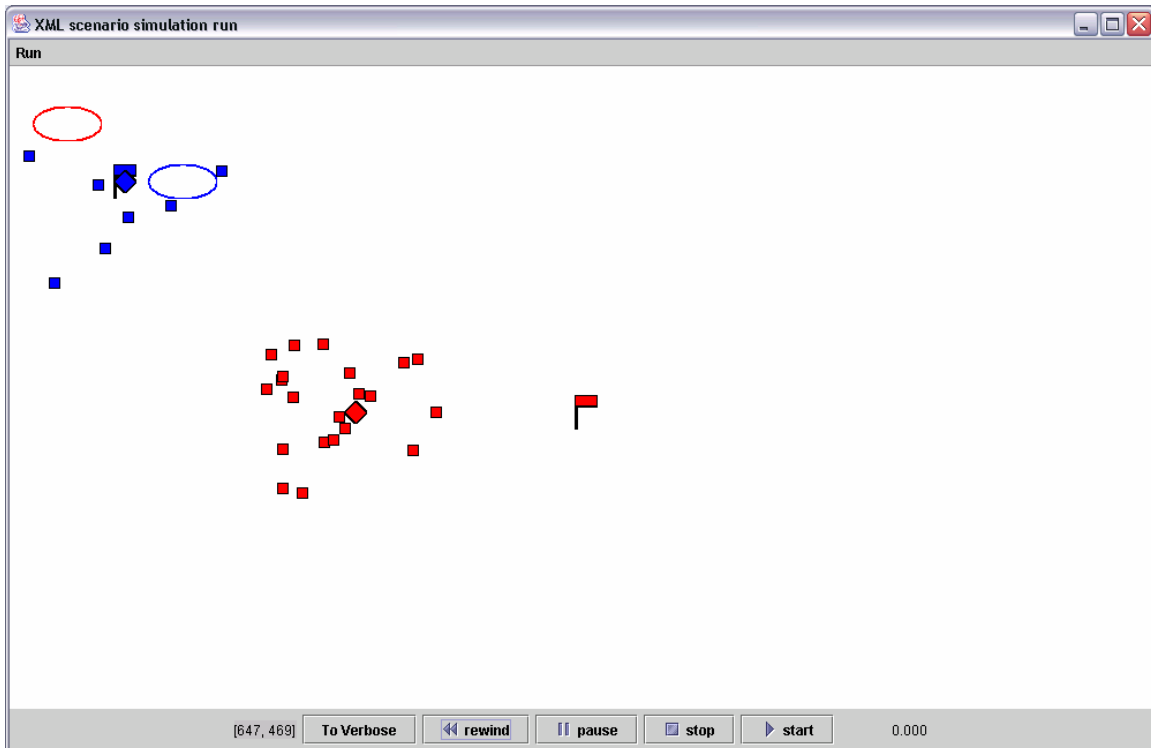 XML scenario simulation run
Run
[647, 469] To Verbose rewind pause stop start 0.000